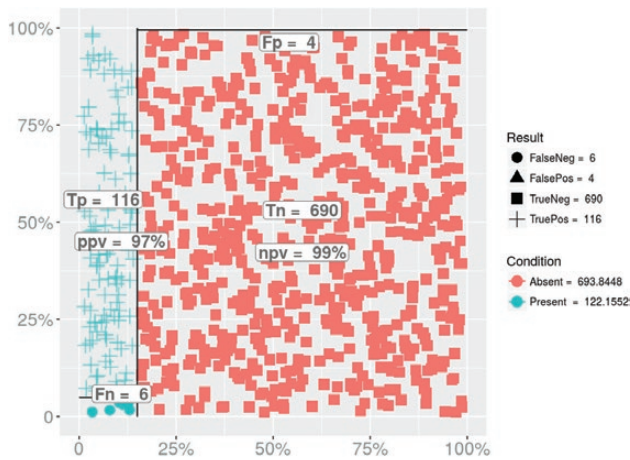 100%
75%
50%
25%
0
0 25% 50% 75% 100%
Fp = 4
Tp = 116
Tn = 690
ppv = 97%
npv = 99%
Fn = 6
Result
FalseNeg = 6
FalsePos = 4
TrueNeg = 690
TruePos = 116
Condition
Absent = 693.8448
Present = 122.1552